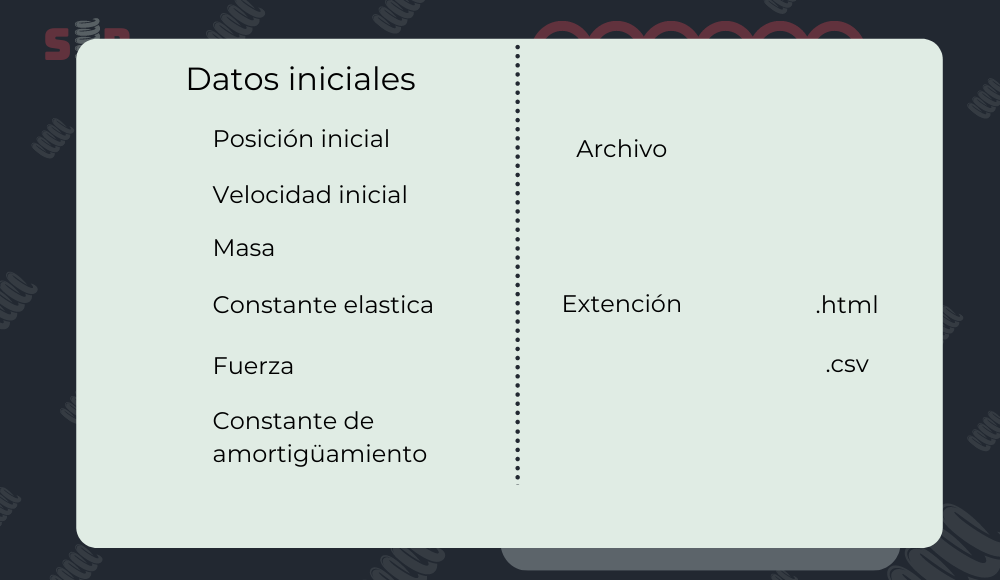 Datos iniciales
Posición inicial
Velocidad inicial
Masa
Constante elastica
Fuerza
Constante de
amortigüamiento
Archivo
Extención
.html
.csv